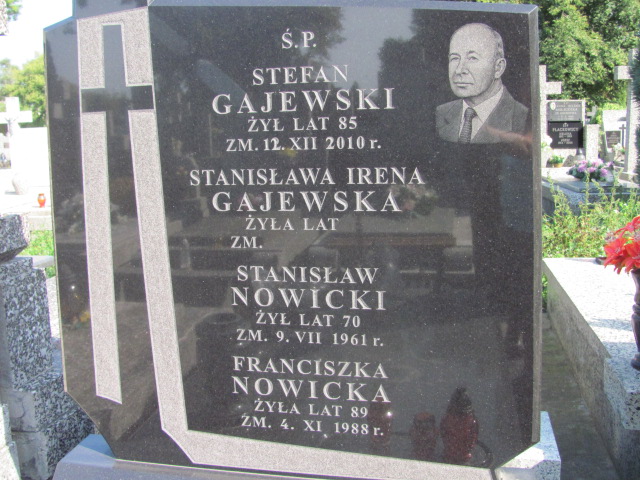 Ś.P.
STEFAN
GAJEWSKI
ŻYŁ LAT 85
ZM. 12. XII 2010 r.
STANISŁAWA IRENA
GAJEWSKA
ŻYŁA LAT
ZM.
STANISŁAW
NOWICKI
ŻYŁ LAT 70
ZM. 9. VII 1961 r.
FRANCISZKA
NOWICKA
ŻYŁA LAT 89
ZM. 4. XI 1988 r.